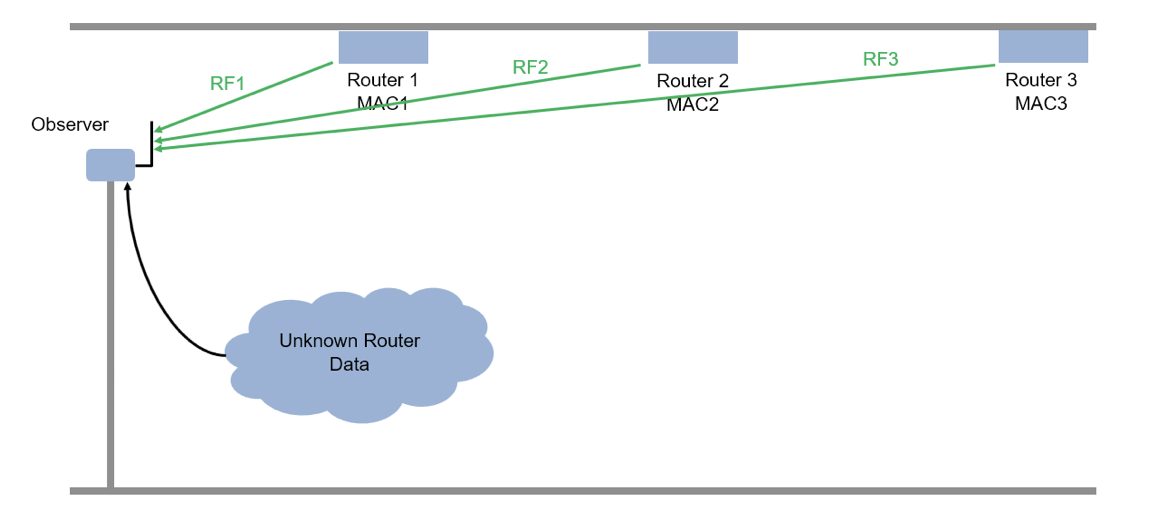 RF1
RF2
RF3
Router 1
MAC1
Router 2
MAC2
Router 3
MAC3
Observer
Unknown Router
Data